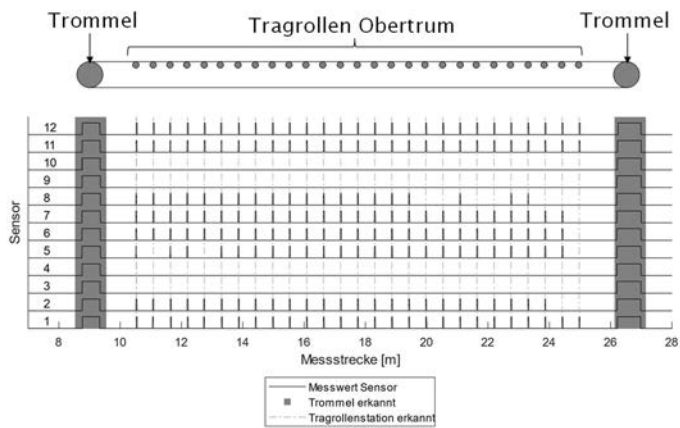 Trommel Tragrollen Obertrum Trommel
12
11
10
9
8
7
6
5
4
3
2
1
Sensor
8 10 12 14 16 18 20 22 24 26 28
Messstrecke [m]
Messwert Sensor
Trommel erkannt
Tragrollenstation erkannt